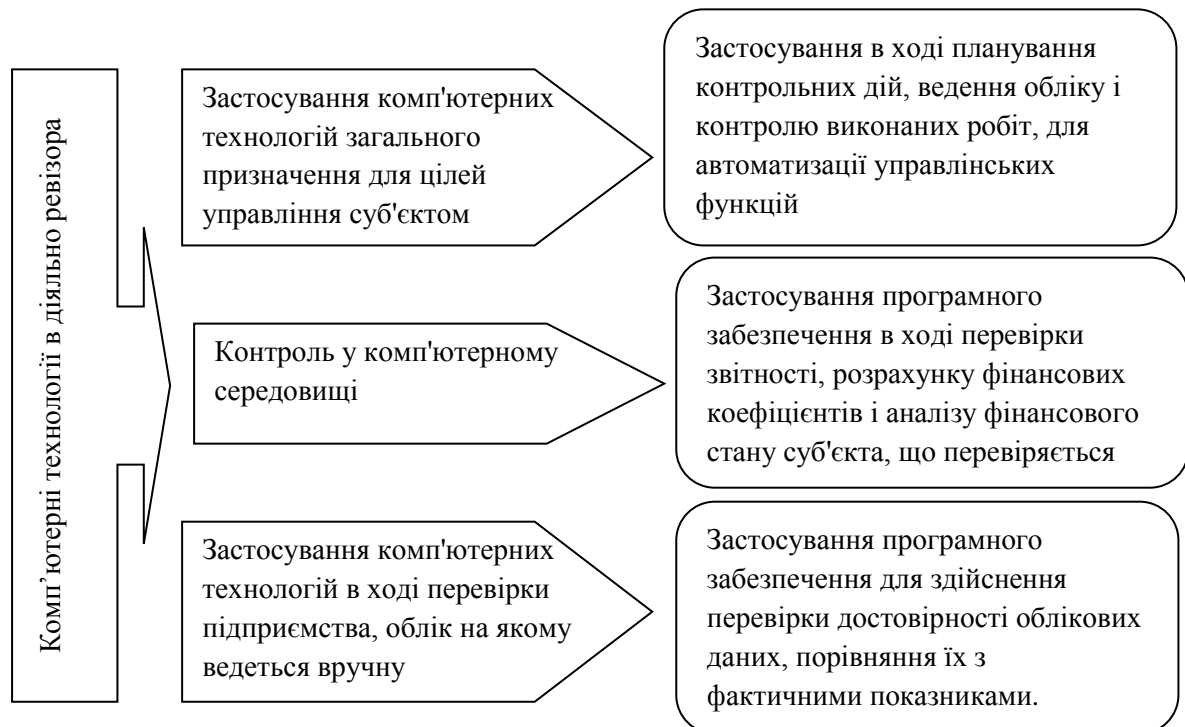 Комп’ютерні технології в діяльно ревізора
Застосування комп'ютерних
технологій загального
призначення для цілей
управління суб'єктом
Застосування в ході планування
контрольних дій, ведення обліку і
контролю виконаних робіт, для
автоматизації управлінських
функцій
Контроль у комп'ютерному
середовищі
Застосування програмного
забезпечення в ході перевірки
звітності, розрахунку фінансових
коефіцієнтів і аналізу фінансового
стану суб'єкта, що перевіряється
Застосування комп'ютерних
технологій в ході перевірки
підприємства, облік на якому
ведеться вручну
Застосування програмного
забезпечення для здійснення
перевірки достовірності облікових
даних, порівняння їх з
фактичними показниками.